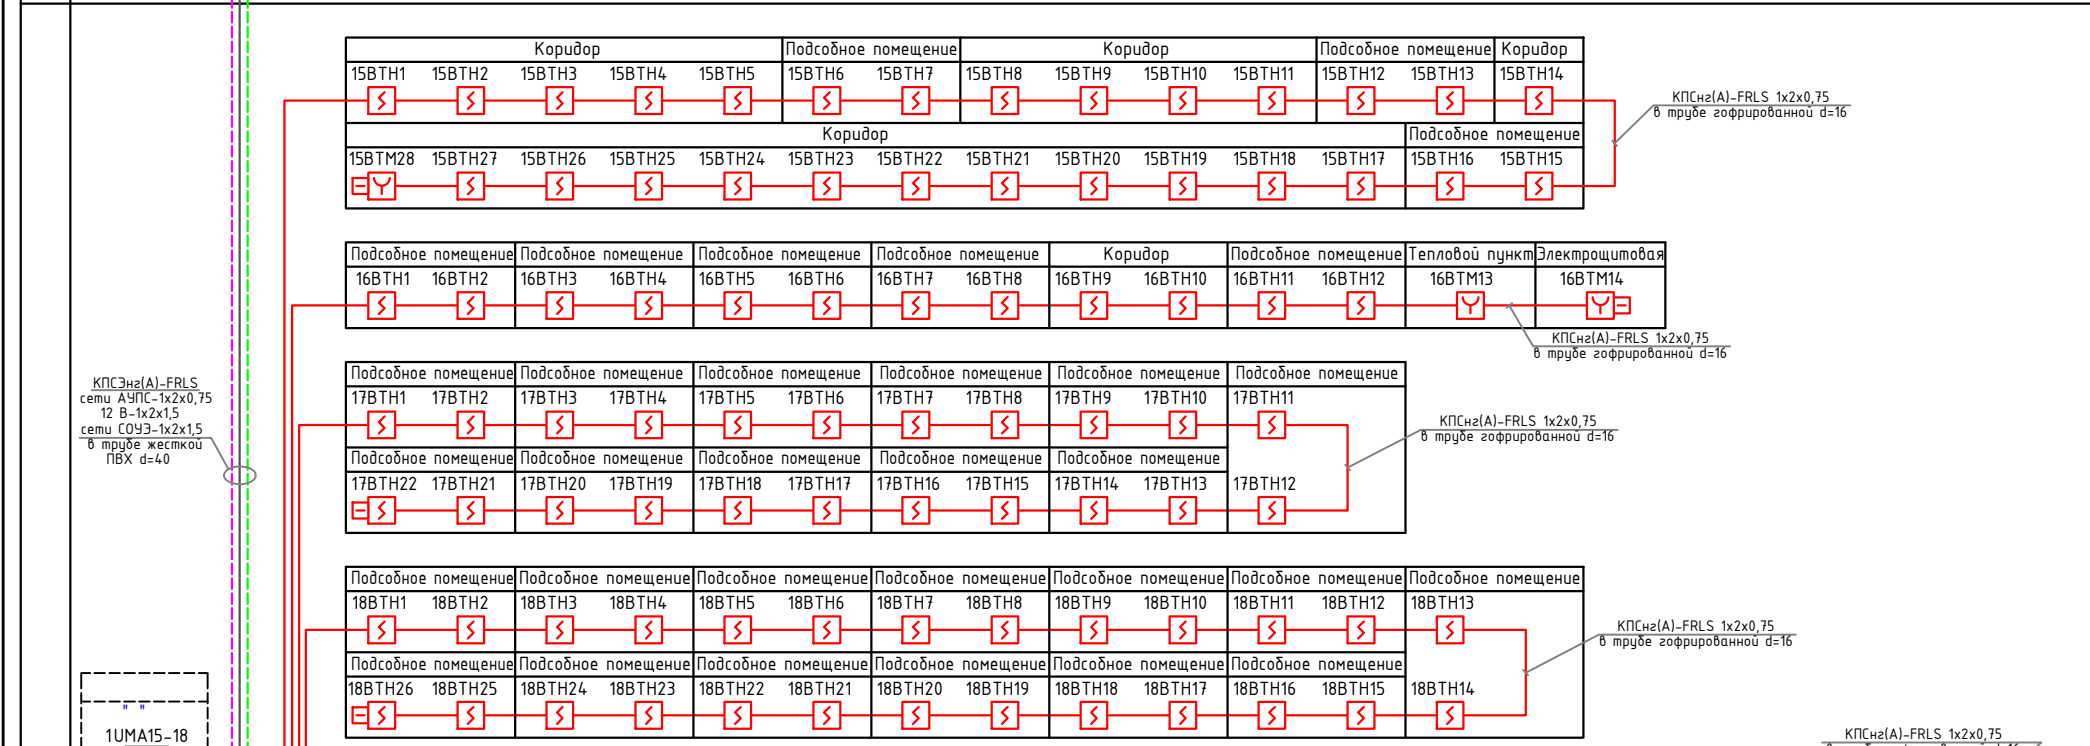 Коридор Подсобное помещение Коридор Подсобное помещение Коридор
15ВТН1 15ВТН2 15ВТН3 15ВТН4 15ВТН5 15ВТН6 15ВТН7 15ВТН8 15ВТН9 15ВТН10 15ВТН11 15ВТН12 15ВТН13 15ВТН14
КПСнг(А)-FRLS 1х2х0,75
в трубе гофрированной d=16
Коридор Подсобное помещение
15ВТМ28 15ВТН27 15ВТН26 15ВТН25 15ВТН24 15ВТН23 15ВТН22 15ВТН21 15ВТН20 15ВТН19 15ВТН18 15ВТН17 15ВТН16 15ВТН15
Подсобное помещение Подсобное помещение Подсобное помещение Подсобное помещение Коридор Подсобное помещение Тепловой пункт Электрощитовая
16ВТН1 16ВТН2 16ВТН3 16ВТН4 16ВТН5 16ВТН6 16ВТН7 16ВТН8 16ВТН9 16ВТН10 16ВТН11 16ВТН12 16ВТМ13 16ВТМ14
КПСнг(А)-FRLS 1х2х0,75
в трубе гофрированной d=16
Подсобное помещение Подсобное помещение Подсобное помещение Подсобное помещение Подсобное помещение Подсобное помещение
17ВТН1 17ВТН2 17ВТН3 17ВТН4 17ВТН5 17ВТН6 17ВТН7 17ВТН8 17ВТН9 17ВТН10 17ВТН11
КПСнг(А)-FRLS 1х2х0,75
в трубе гофрированной d=16
Подсобное помещение Подсобное помещение Подсобное помещение Подсобное помещение Подсобное помещение
17ВТН22 17ВТН21 17ВТН20 17ВТН19 17ВТН18 17ВТН17 17ВТН16 17ВТН15 17ВТН14 17ВТН13 17ВТН12
КПСЭнг(А)-FRLS
сети АУПС-1х2х0,75
12 В-1х2х1,5
сети СОУЭ-1х2х1,5
в трубе жесткой
ПВХ d=40
Подсобное помещение Подсобное помещение Подсобное помещение Подсобное помещение Подсобное помещение Подсобное помещение Подсобное помещение
18ВТН1 18ВТН2 18ВТН3 18ВТН4 18ВТН5 18ВТН6 18ВТН7 18ВТН8 18ВТН9 18ВТН10 18ВТН11 18ВТН12 18ВТН13
КПСнг(А)-FRLS 1х2х0,75
в трубе гофрированной d=16
Подсобное помещение Подсобное помещение Подсобное помещение Подсобное помещение Подсобное помещение Подсобное помещение
18ВТН26 18ВТН25 18ВТН24 18ВТН23 18ВТН22 18ВТН21 18ВТН20 18ВТН19 18ВТН18 18ВТН17 18ВТН16 18ВТН15 18ВТН14
" "
1UMA15-18
КПСнг(А)-FRLS 1х2х0,75